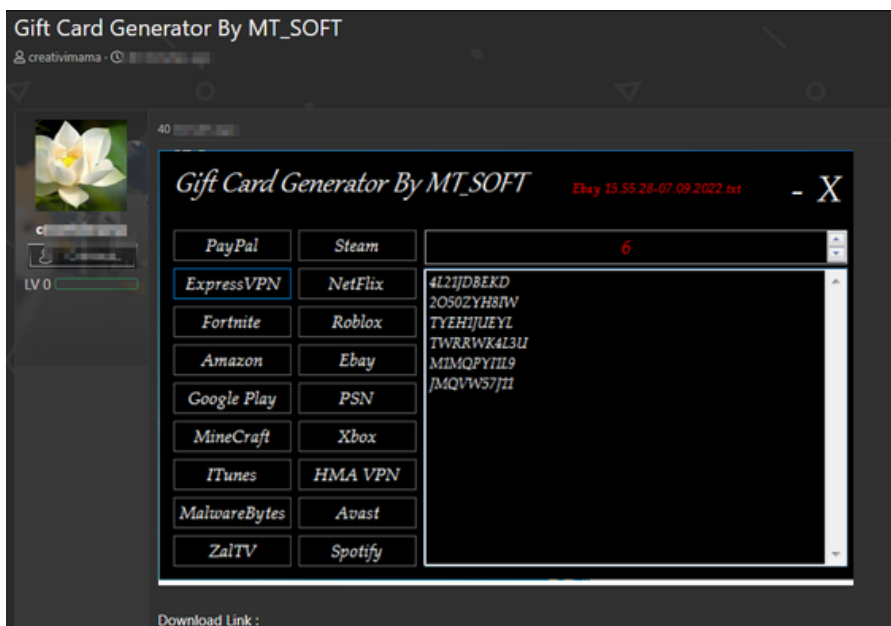 Gift Card Generator By MT_SOFT
creativimama
40
Gift Card Generator By MT_SOFT
Ebay 15.55.28-07.09.2022.txt
- X
PayPal Steam
6
ExpressVPN NetFlix
Fortnite Roblox
Amazon Ebay
Google Play PSN
MineCraft Xbox
ITunes HMA VPN
MalwareBytes Avast
ZalTV Spotify
4L21JDBEKD
2O50ZYH8IW
TYEH1JUEYL
TWRRWK4L3U
LV 0
Download Link :